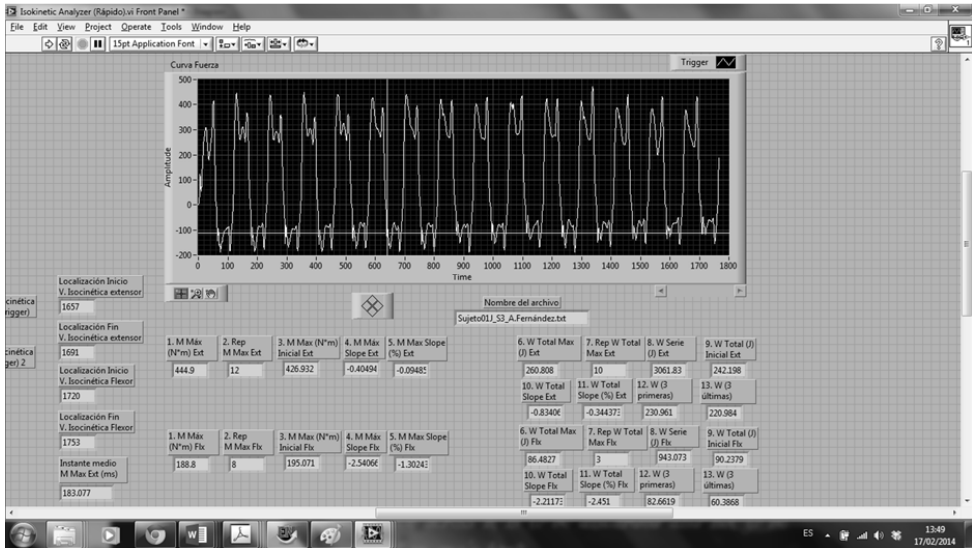 Isokinetic Analyzer (Rápido).vi Front Panel *
File Edit View Project Operate Tools Window Help
15pt Application Font
Curva Fuerza
Trigger
Amplitude
500
400
300
200
100
0
-100
-200
0 100 200 300 400 500 600 700 800 900 1000 1100 1200 1300 1400 1500 1600 1700 1800
Time
Nombre del archivo
Sujeto01J_S3_A.Fernández.txt
cinética
rigger)
cinética
ger) 2
Localización Inicio
V. Isocinética extensor
1657
Localización Fin
V. Isocinética extensor
1691
Localización Inicio
V. Isocinética Flexor
1720
Localización Fin
V. Isocinética Flexor
1753
Instante medio
M Max Ext (ms)
183.077
1. M Máx (N*m) Ext
444.9
2. Rep M Max Ext
12
3. M Max (N*m) Inicial Ext
426.932
4. M Máx Slope Ext
-0.40494
5. M Max Slope (%) Ext
-0.09485
6. W Total Max (J) Ext
260.808
7. Rep W Total Max Ext
10
8. W Serie (J) Ext
3061.83
9. W Total (J) Inicial Ext
242.198
10. W Total Slope Ext
-0.83406
11. W Total Slope (%) Ext
-0.344373
12. W (3 primeras)
230.961
13. W (3 últimas)
220.984
1. M Máx (N*m) Flx
188.8
2. Rep M Max Flx
8
3. M Max (N*m) Inicial Flx
195.071
4. M Máx Slope Flx
-2.54066
5. M Max Slope (%) Flx
-1.30243
6. W Total Max (J) Flx
86.4827
7. Rep W Total Max Flx
3
8. W Serie (J) Flx
943.073
9. W Total (J) Inicial Flx
90.2379
10. W Total Slope Flx
-2.21173
11. W Total Slope (%) Flx
-2.451
12. W (3 primeras)
82.6619
13. W (3 últimas)
60.3868
ES
13:49
17/02/2014